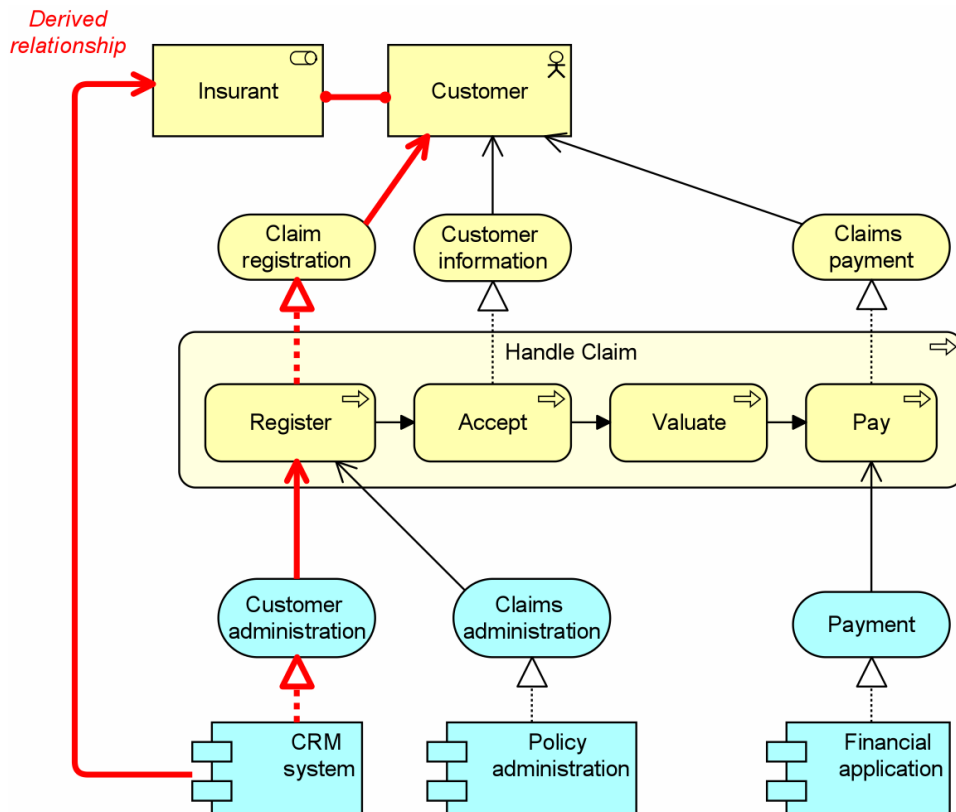 Derived
relationship
Insurant
Customer
Claim
registration
Customer
information
Claims
payment
Handle Claim
Register
Accept
Valuate
Pay
Customer
administration
Claims
administration
Payment
CRM
system
Policy
administration
Financial
application